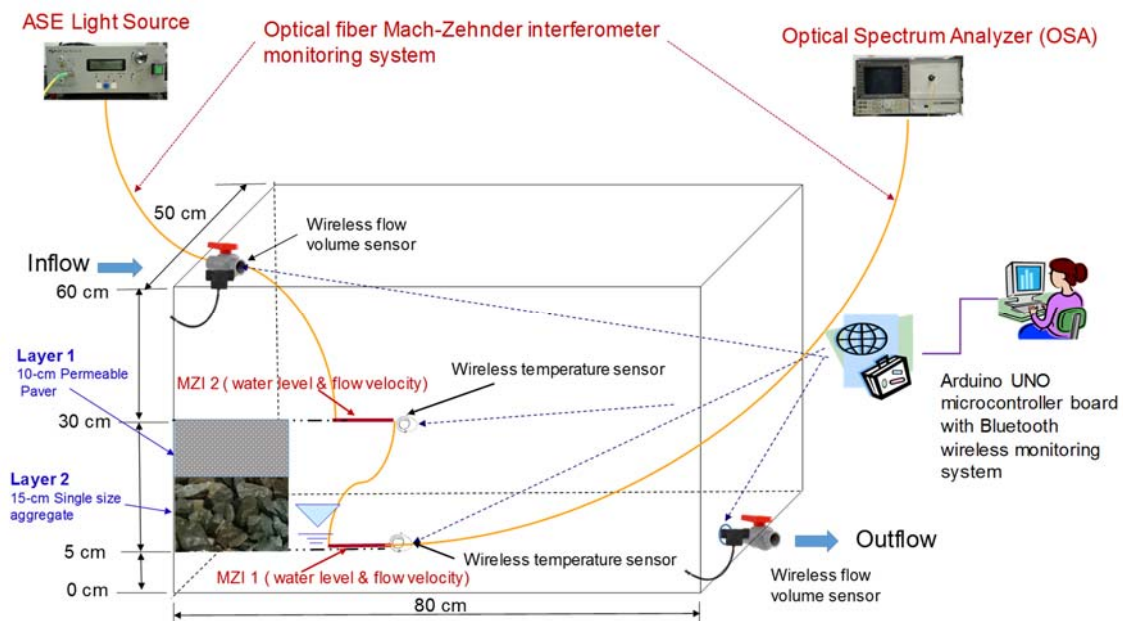 ASE Light Source
Optical fiber Mach-Zehnder interferometer
monitoring system
Optical Spectrum Analyzer (OSA)
50 cm
Wireless flow
volume sensor
Inflow
60 cm
Layer 1
10-cm Permeable
Paver
MZI 2 ( water level & flow velocity)
Wireless temperature sensor
30 cm
Layer 2
15-cm Single size
aggregate
Arduino UNO
microcontroller board
with Bluetooth
wireless monitoring
system
5 cm
0 cm
Wireless temperature sensor
MZI 1 ( water level & flow velocity)
Outflow
Wireless flow
volume sensor
80 cm